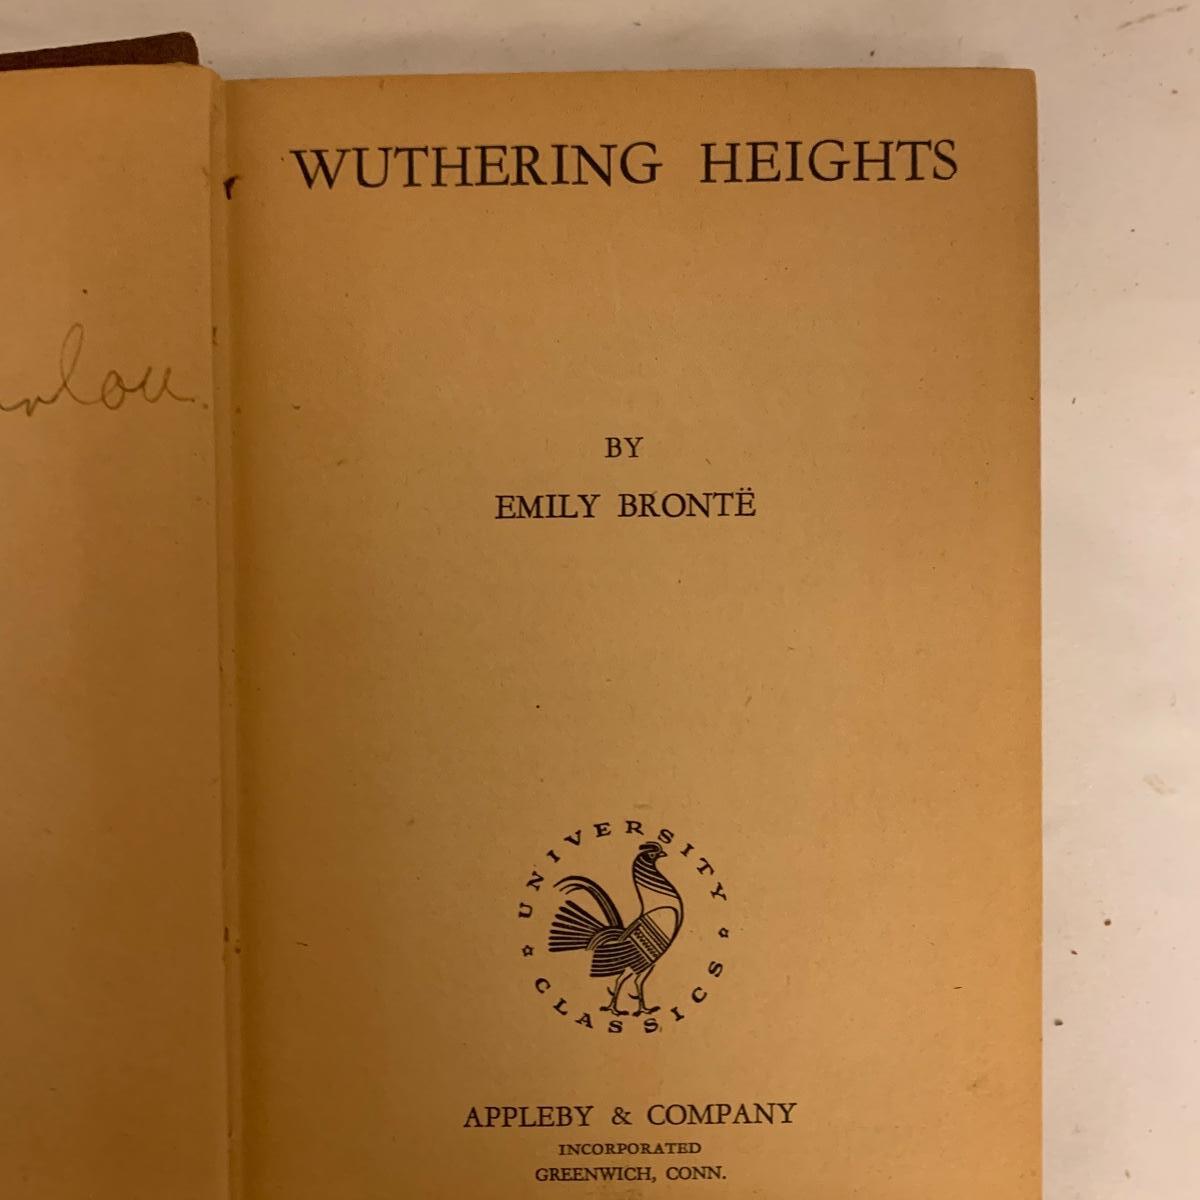 WUTHERING HEIGHTS
BY
EMILY BRONTË
UNIVERSITY
CLASSICS
APPLEBY & COMPANY
INCORPORATED
GREENWICH, CONN.